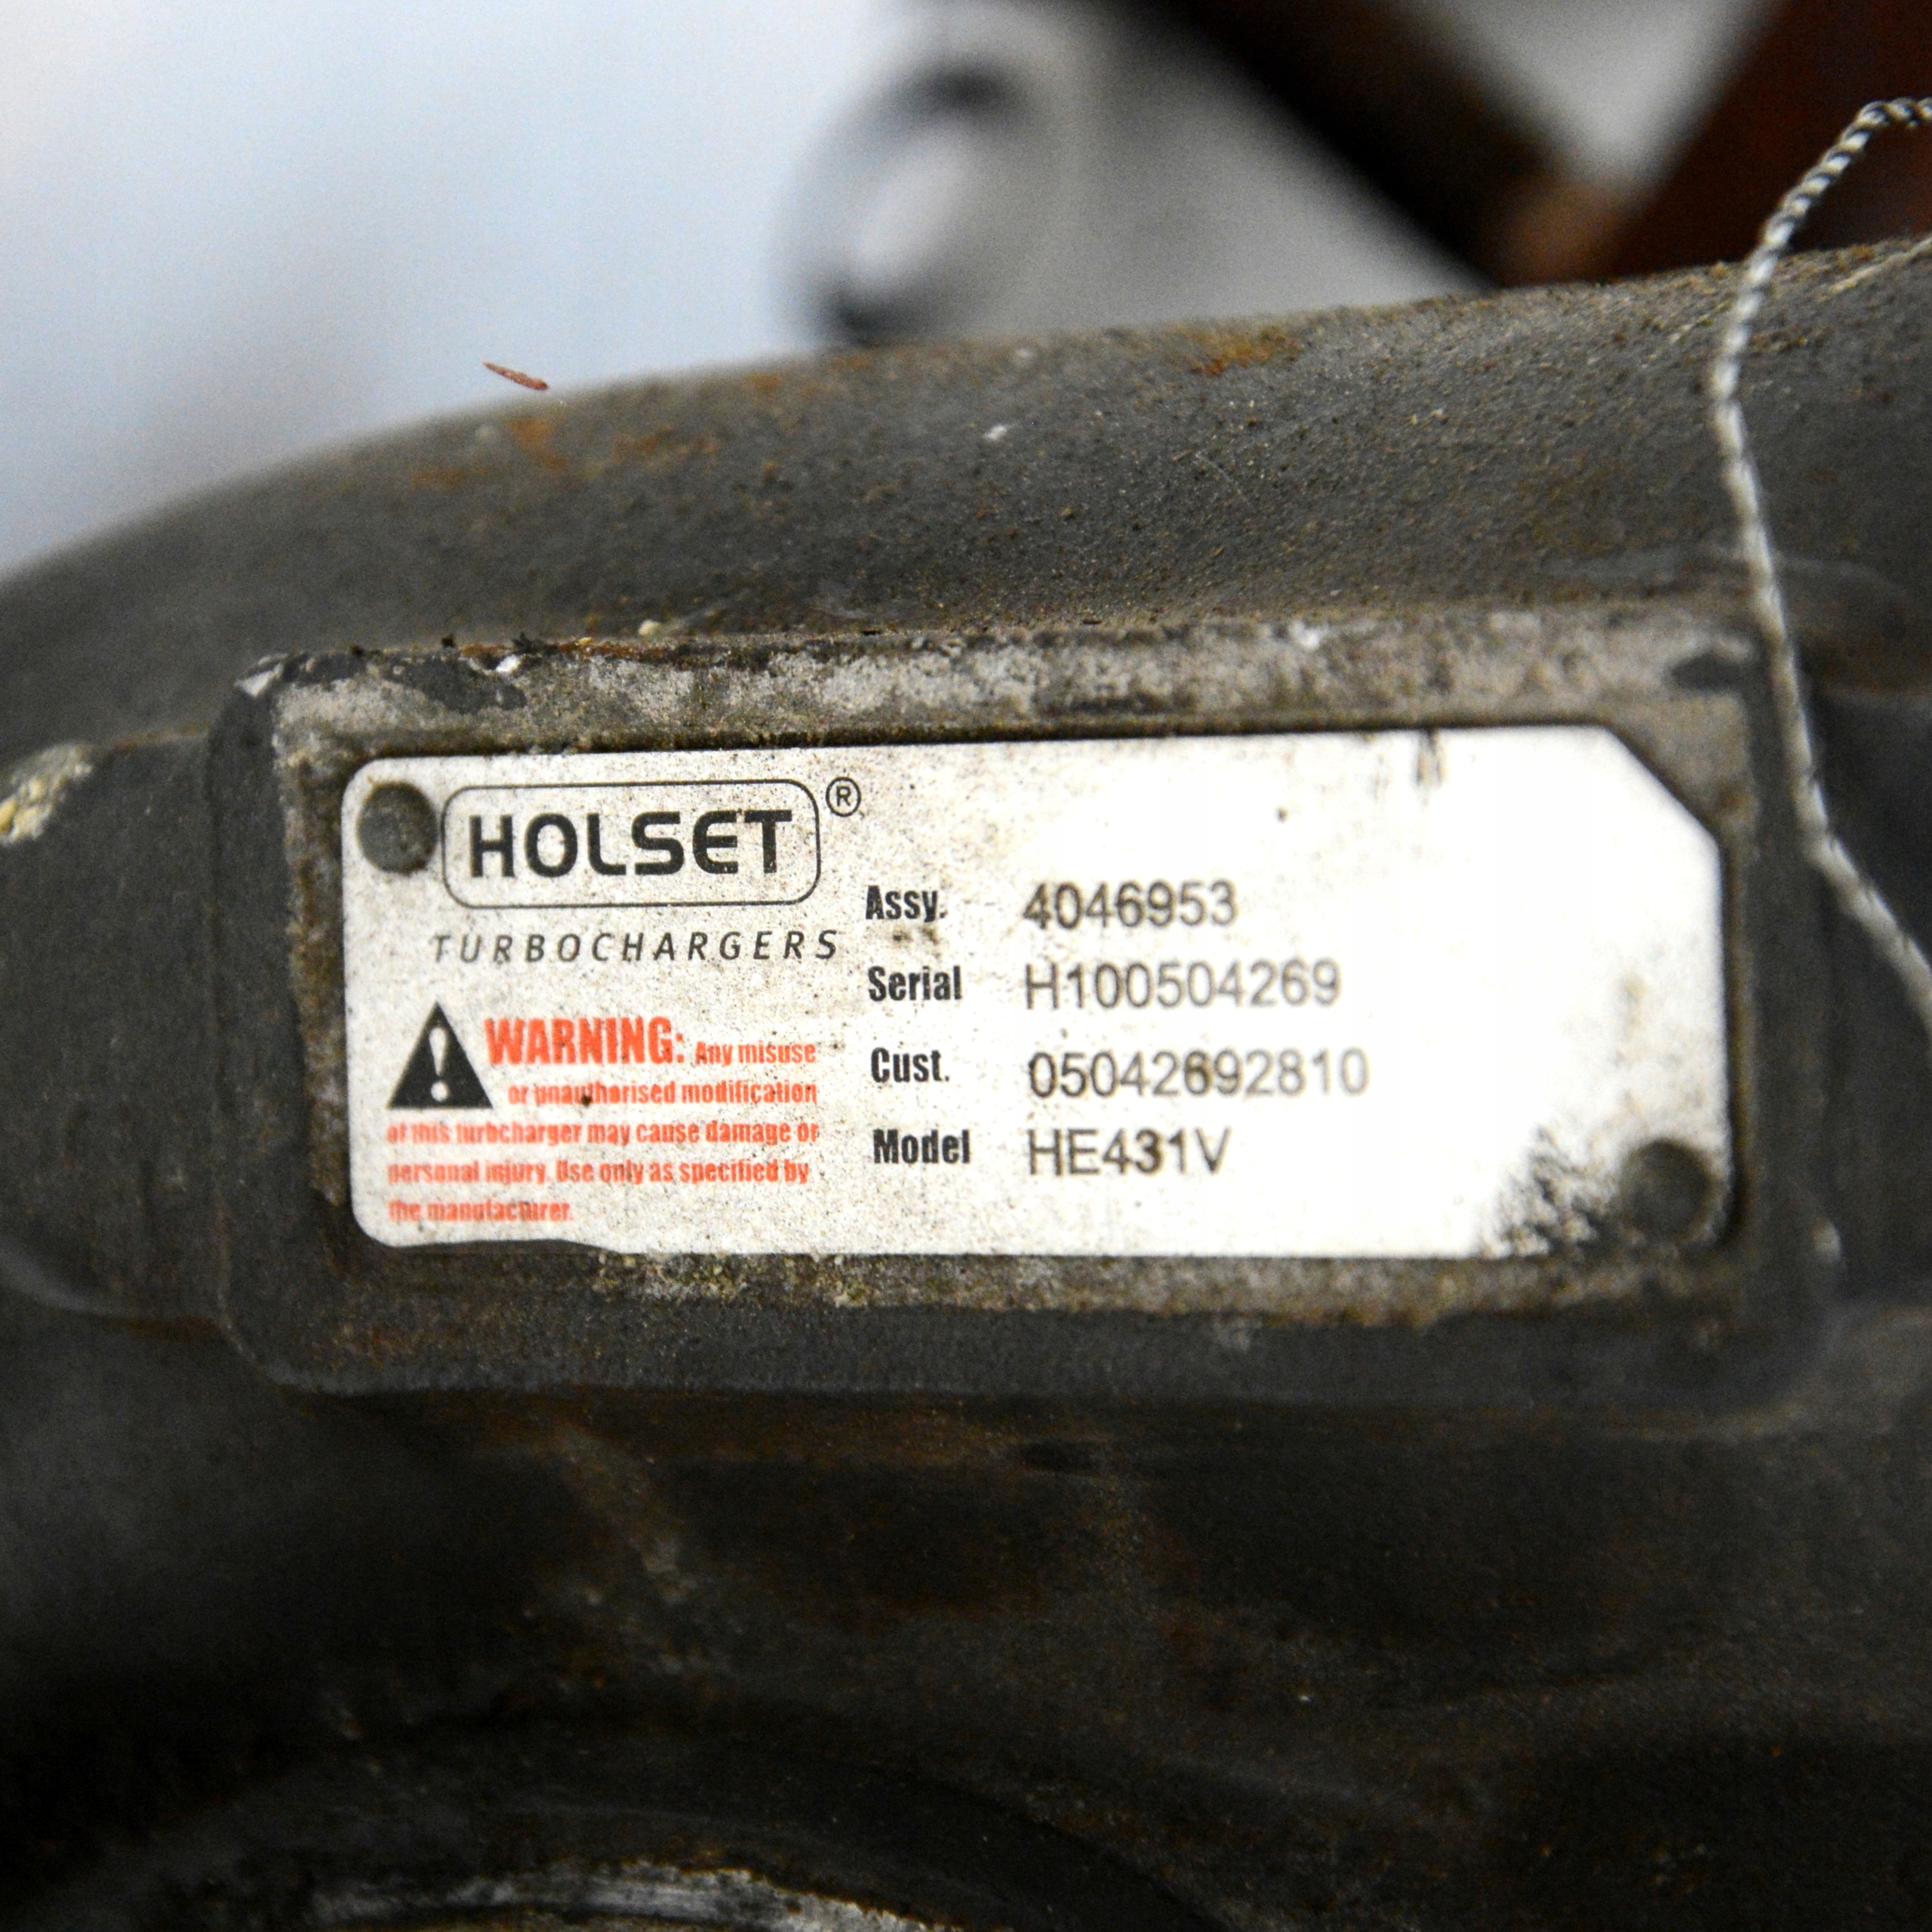 HOLSET®
TURBOCHARGERS
WARNING: Any misuse
or unauthorised modification
of this turbcharger may cause damage or
personal injury. Use only as specified by
the manufacturer.
Assy. 4046953
Serial H100504269
Cust. 05042692810
Model HE431V